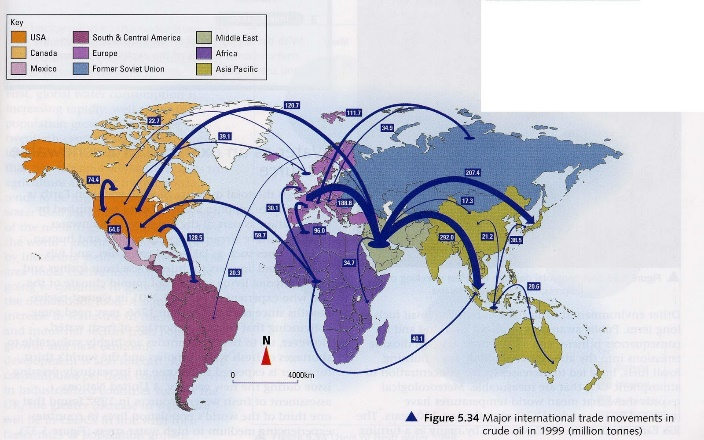 Key
USA
South & Central America
Middle East
Canada
Europe
Africa
Mexico
Former Soviet Union
Asia Pacific
120.7
111.7
22.7
34.5
39.1
74.4
207.4
17.3
188.8
30.1
64.6
128.5
59.7
96.0
292.0
21.2
38.5
34.7
20.3
20.6
40.1
N
0 4000km
▲ Figure 5.34 Major international trade movements in
crude oil in 1999 (million tonnes)